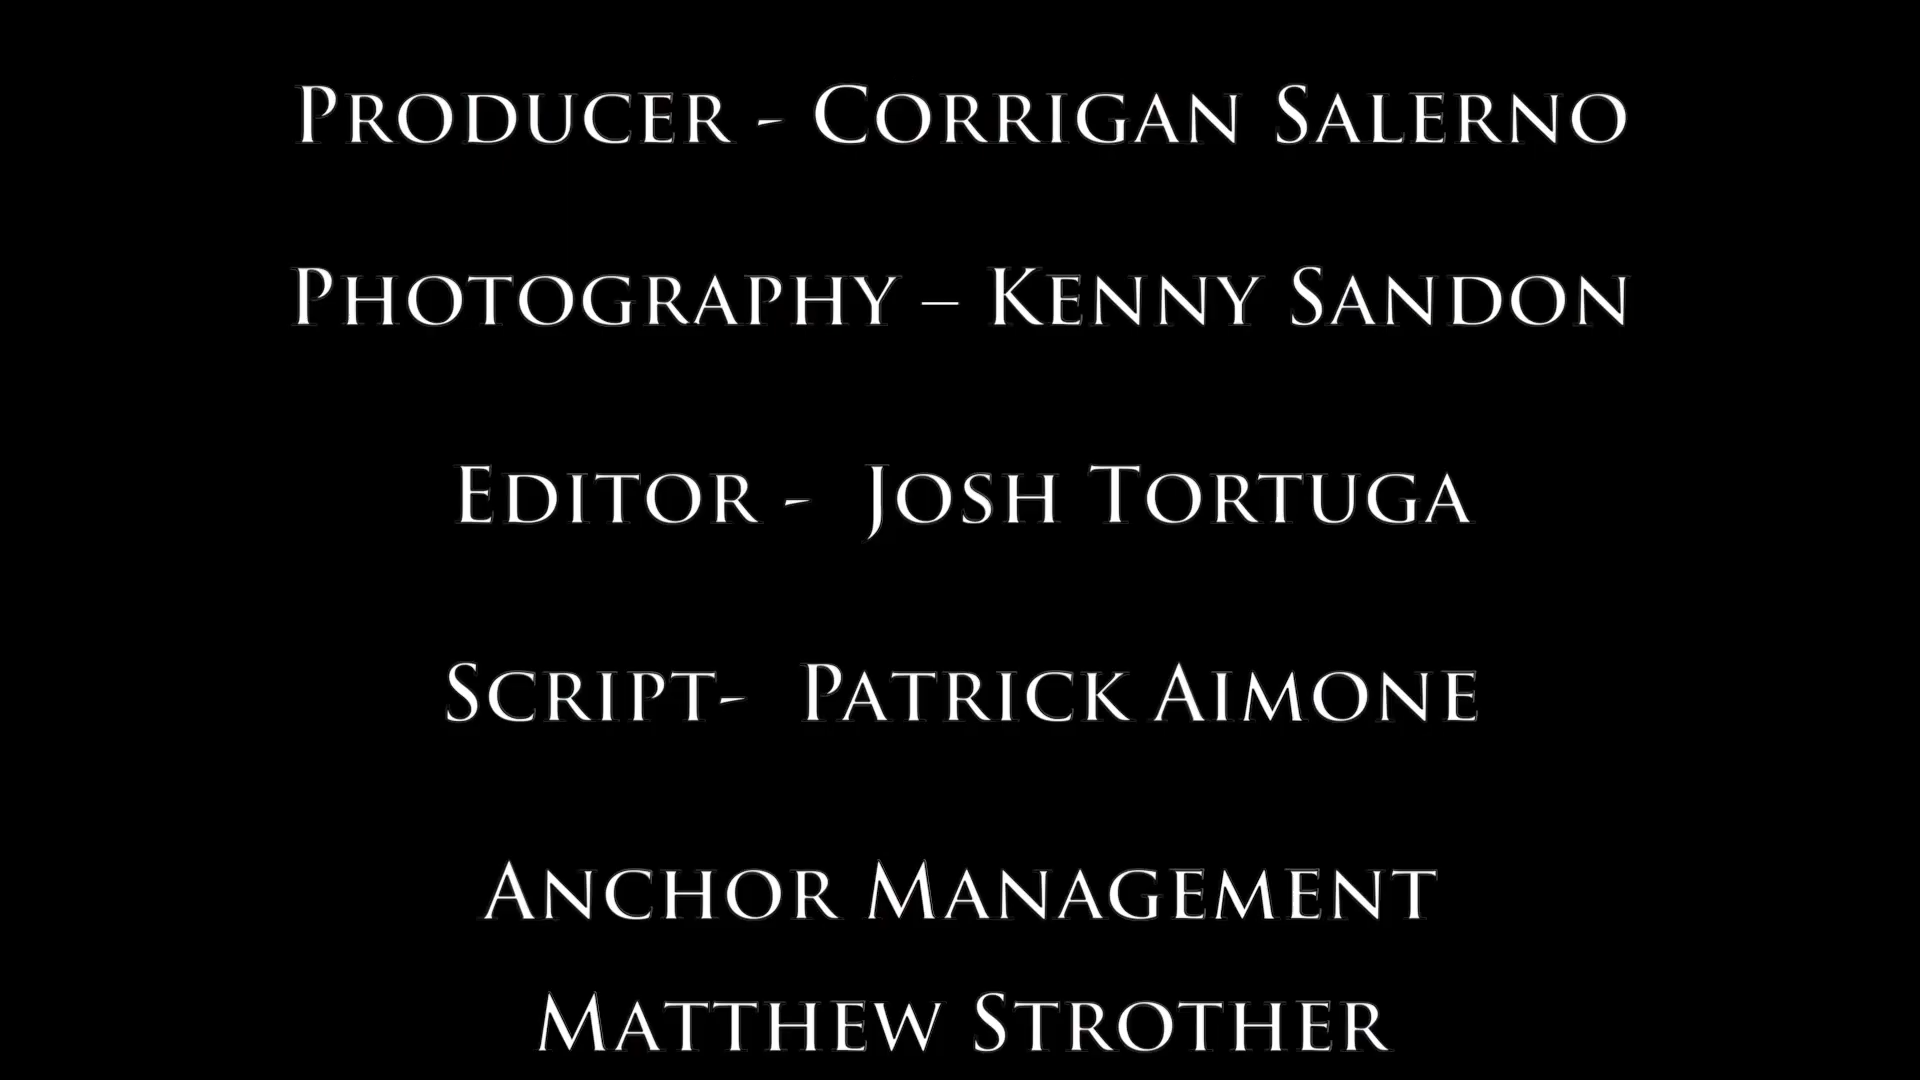 Producer - Corrigan Salerno
Photography – Kenny Sandon
Editor -  Josh Tortuga
Script-  Patrick Aimone
Anchor Management
Matthew Strother